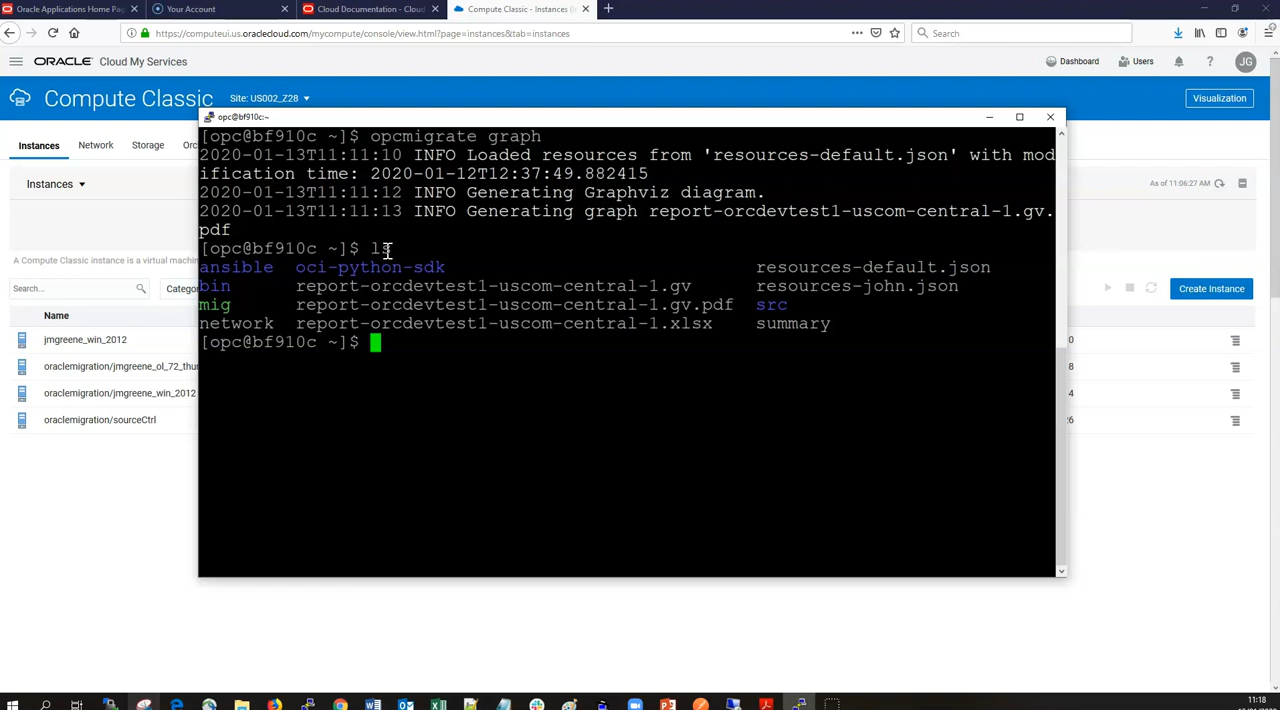 Oracle Applications Home Pag
Your Account
Cloud Documentation - Cloud
Compute Classic - Instances (In
https://computeui.us.oraclecloud.com/mycompute/console/view.html?page=instances&tab=instances
Search
ORACLE® Cloud My Services
Dashboard
Users
JG
Compute Classic
Site: US002_Z28
Visualization
Instances
Network
Storage
Orc
Instances
As of 11:06:27 AM
A Compute Classic instance is a virtual machin
Search...
Catego
Create Instance
Name
jmgreene_win_2012
0
oraclemigration/jmgreene_ol_72_thu
8
oraclemigration/jmgreene_win_2012
4
oraclemigration/sourceCtrl
26
opc@bf910c:~
[opc@bf910c ~]$ opcmigrate graph
2020-01-13T11:11:10 INFO Loaded resources from 'resources-default.json' with mod
ification time: 2020-01-12T12:37:49.882415
2020-01-13T11:11:12 INFO Generating Graphviz diagram.
2020-01-13T11:11:13 INFO Generating graph report-orcdevtest1-uscom-central-1.gv.
pdf
[opc@bf910c ~]$ ls
ansible oci-python-sdk resources-default.json
bin report-orcdevtest1-uscom-central-1.gv resources-john.json
mig report-orcdevtest1-uscom-central-1.gv.pdf src
network report-orcdevtest1-uscom-central-1.xlsx summary
[opc@bf910c ~]$
11:18